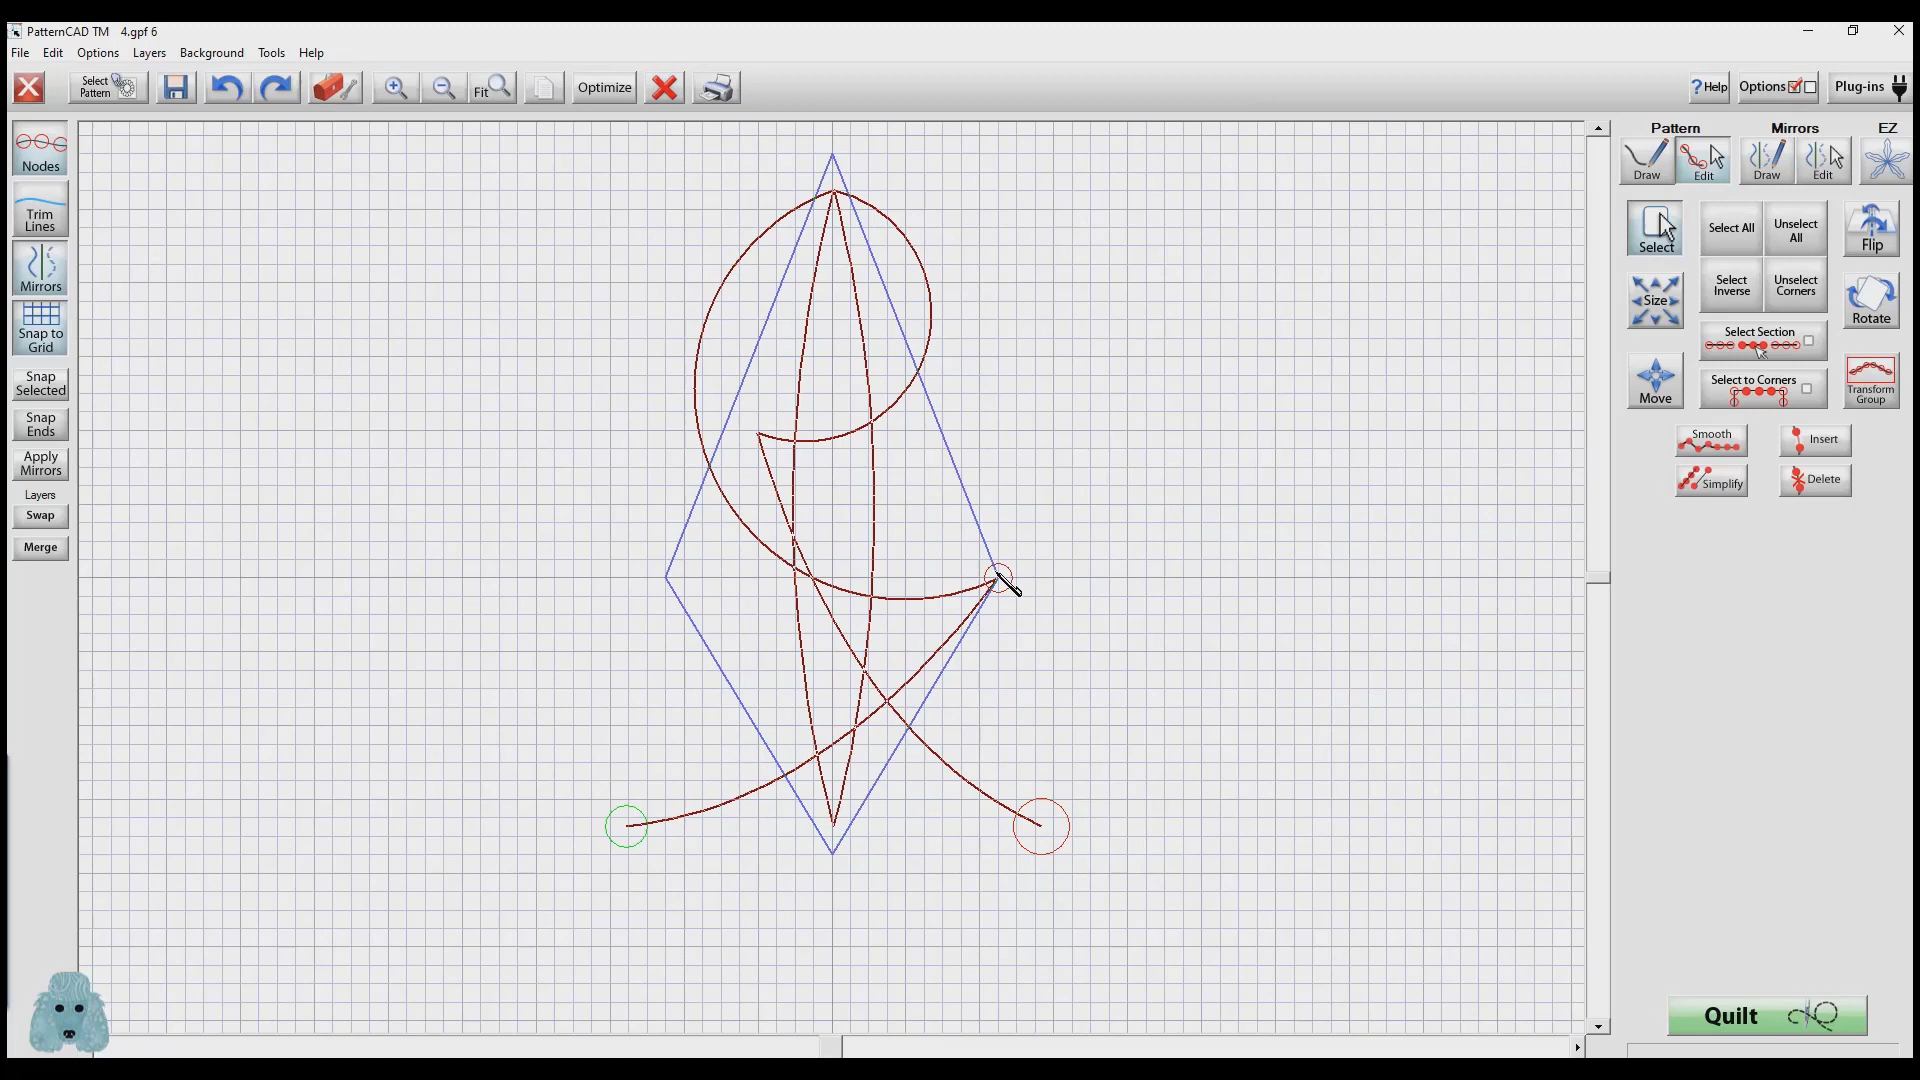 PatternCAD TM 4.gpf 6
File Edit Options Layers Background Tools Help
Select
Pattern
Fit
Optimize
?Help
Options
Plug-ins
Nodes
Trim
Lines
Mirrors
Snap to
Grid
Snap
Selected
Snap
Ends
Apply
Mirrors
Layers
Swap
Merge
Pattern
Mirrors
EZ
Draw
Edit
Draw
Edit
Select
Select All
Unselect
All
Flip
Size
Select
Inverse
Unselect
Corners
Rotate
Select Section
Move
Select to Corners
Transform
Group
Smooth
Insert
Simplify
Delete
Quilt